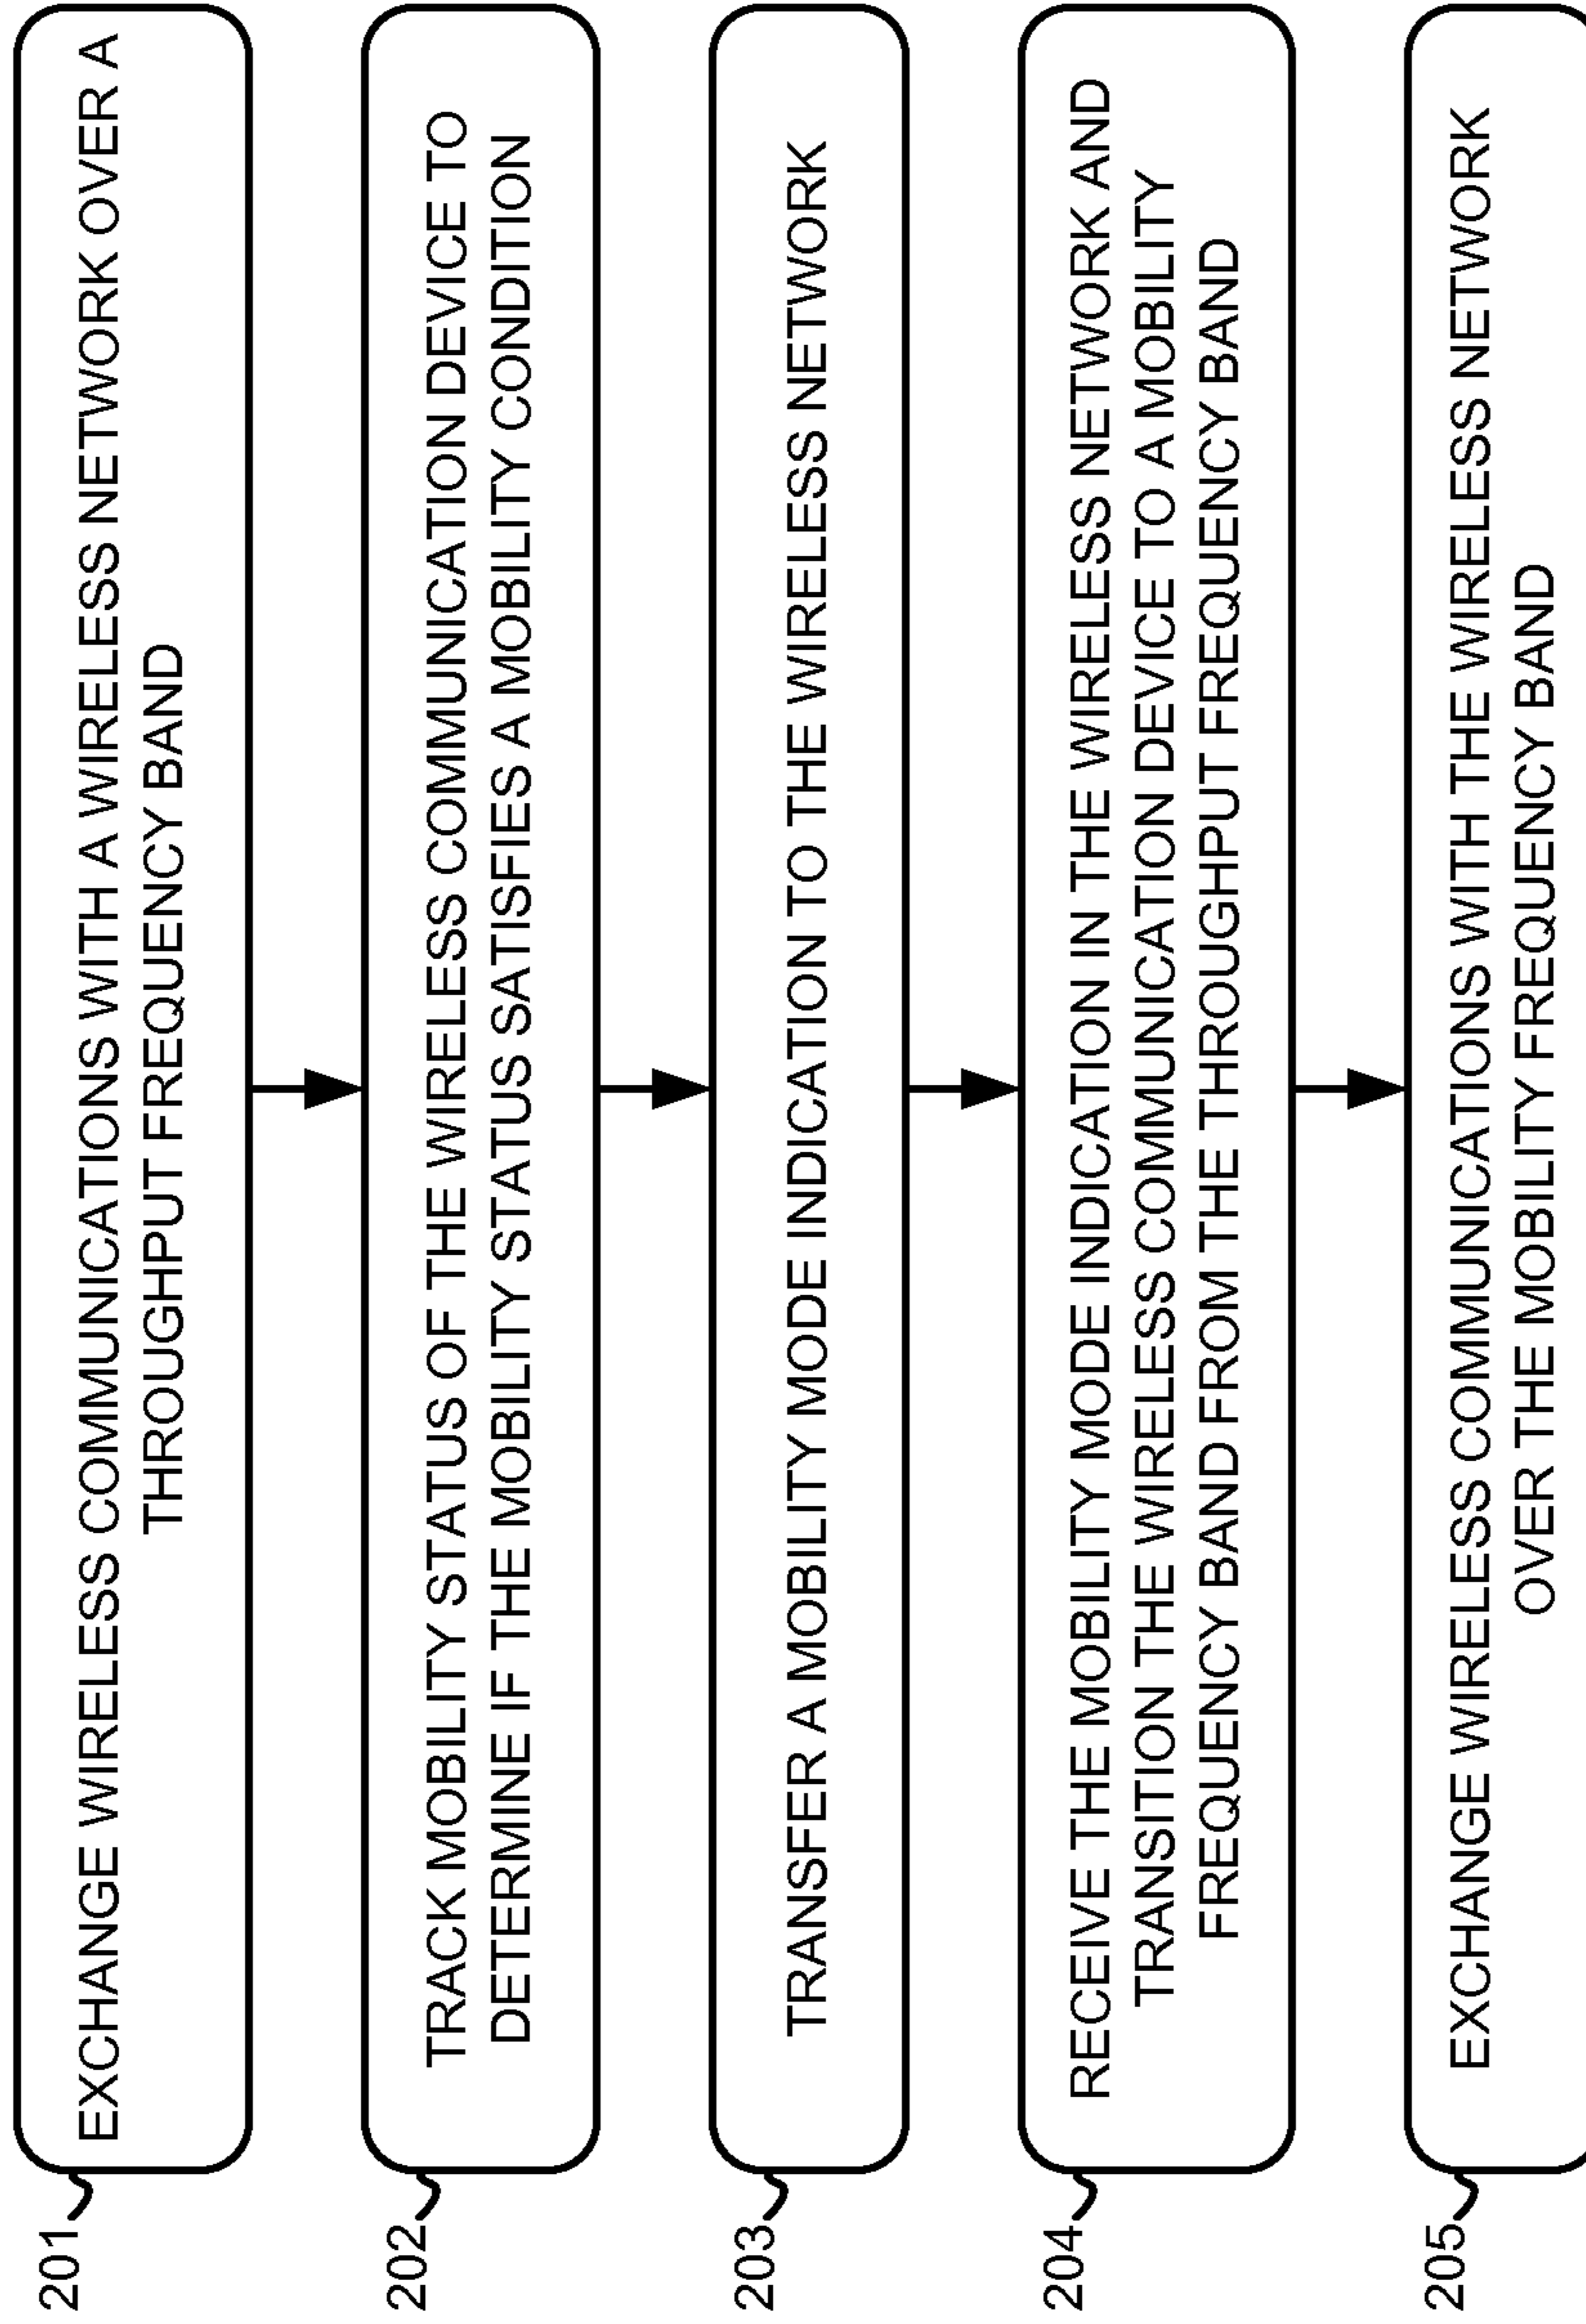 201
EXCHANGE WIRELESS COMMUNICATIONS WITH A WIRELESS NETWORK OVER A
THROUGHPUT FREQUENCY BAND
202
TRACK MOBILITY STATUS OF THE WIRELESS COMMUNICATION DEVICE TO
DETERMINE IF THE MOBILITY STATUS SATISFIES A MOBILITY CONDITION
203
TRANSFER A MOBILITY MODE INDICATION TO THE WIRELESS NETWORK
204
RECEIVE THE MOBILITY MODE INDICATION IN THE WIRELESS NETWORK AND
TRANSITION THE WIRELESS COMMUNICATION DEVICE TO A MOBILITY
FREQUENCY BAND FROM THE THROUGHPUT FREQUENCY BAND
205
EXCHANGE WIRELESS COMMUNICATIONS WITH THE WIRELESS NETWORK
OVER THE MOBILITY FREQUENCY BAND